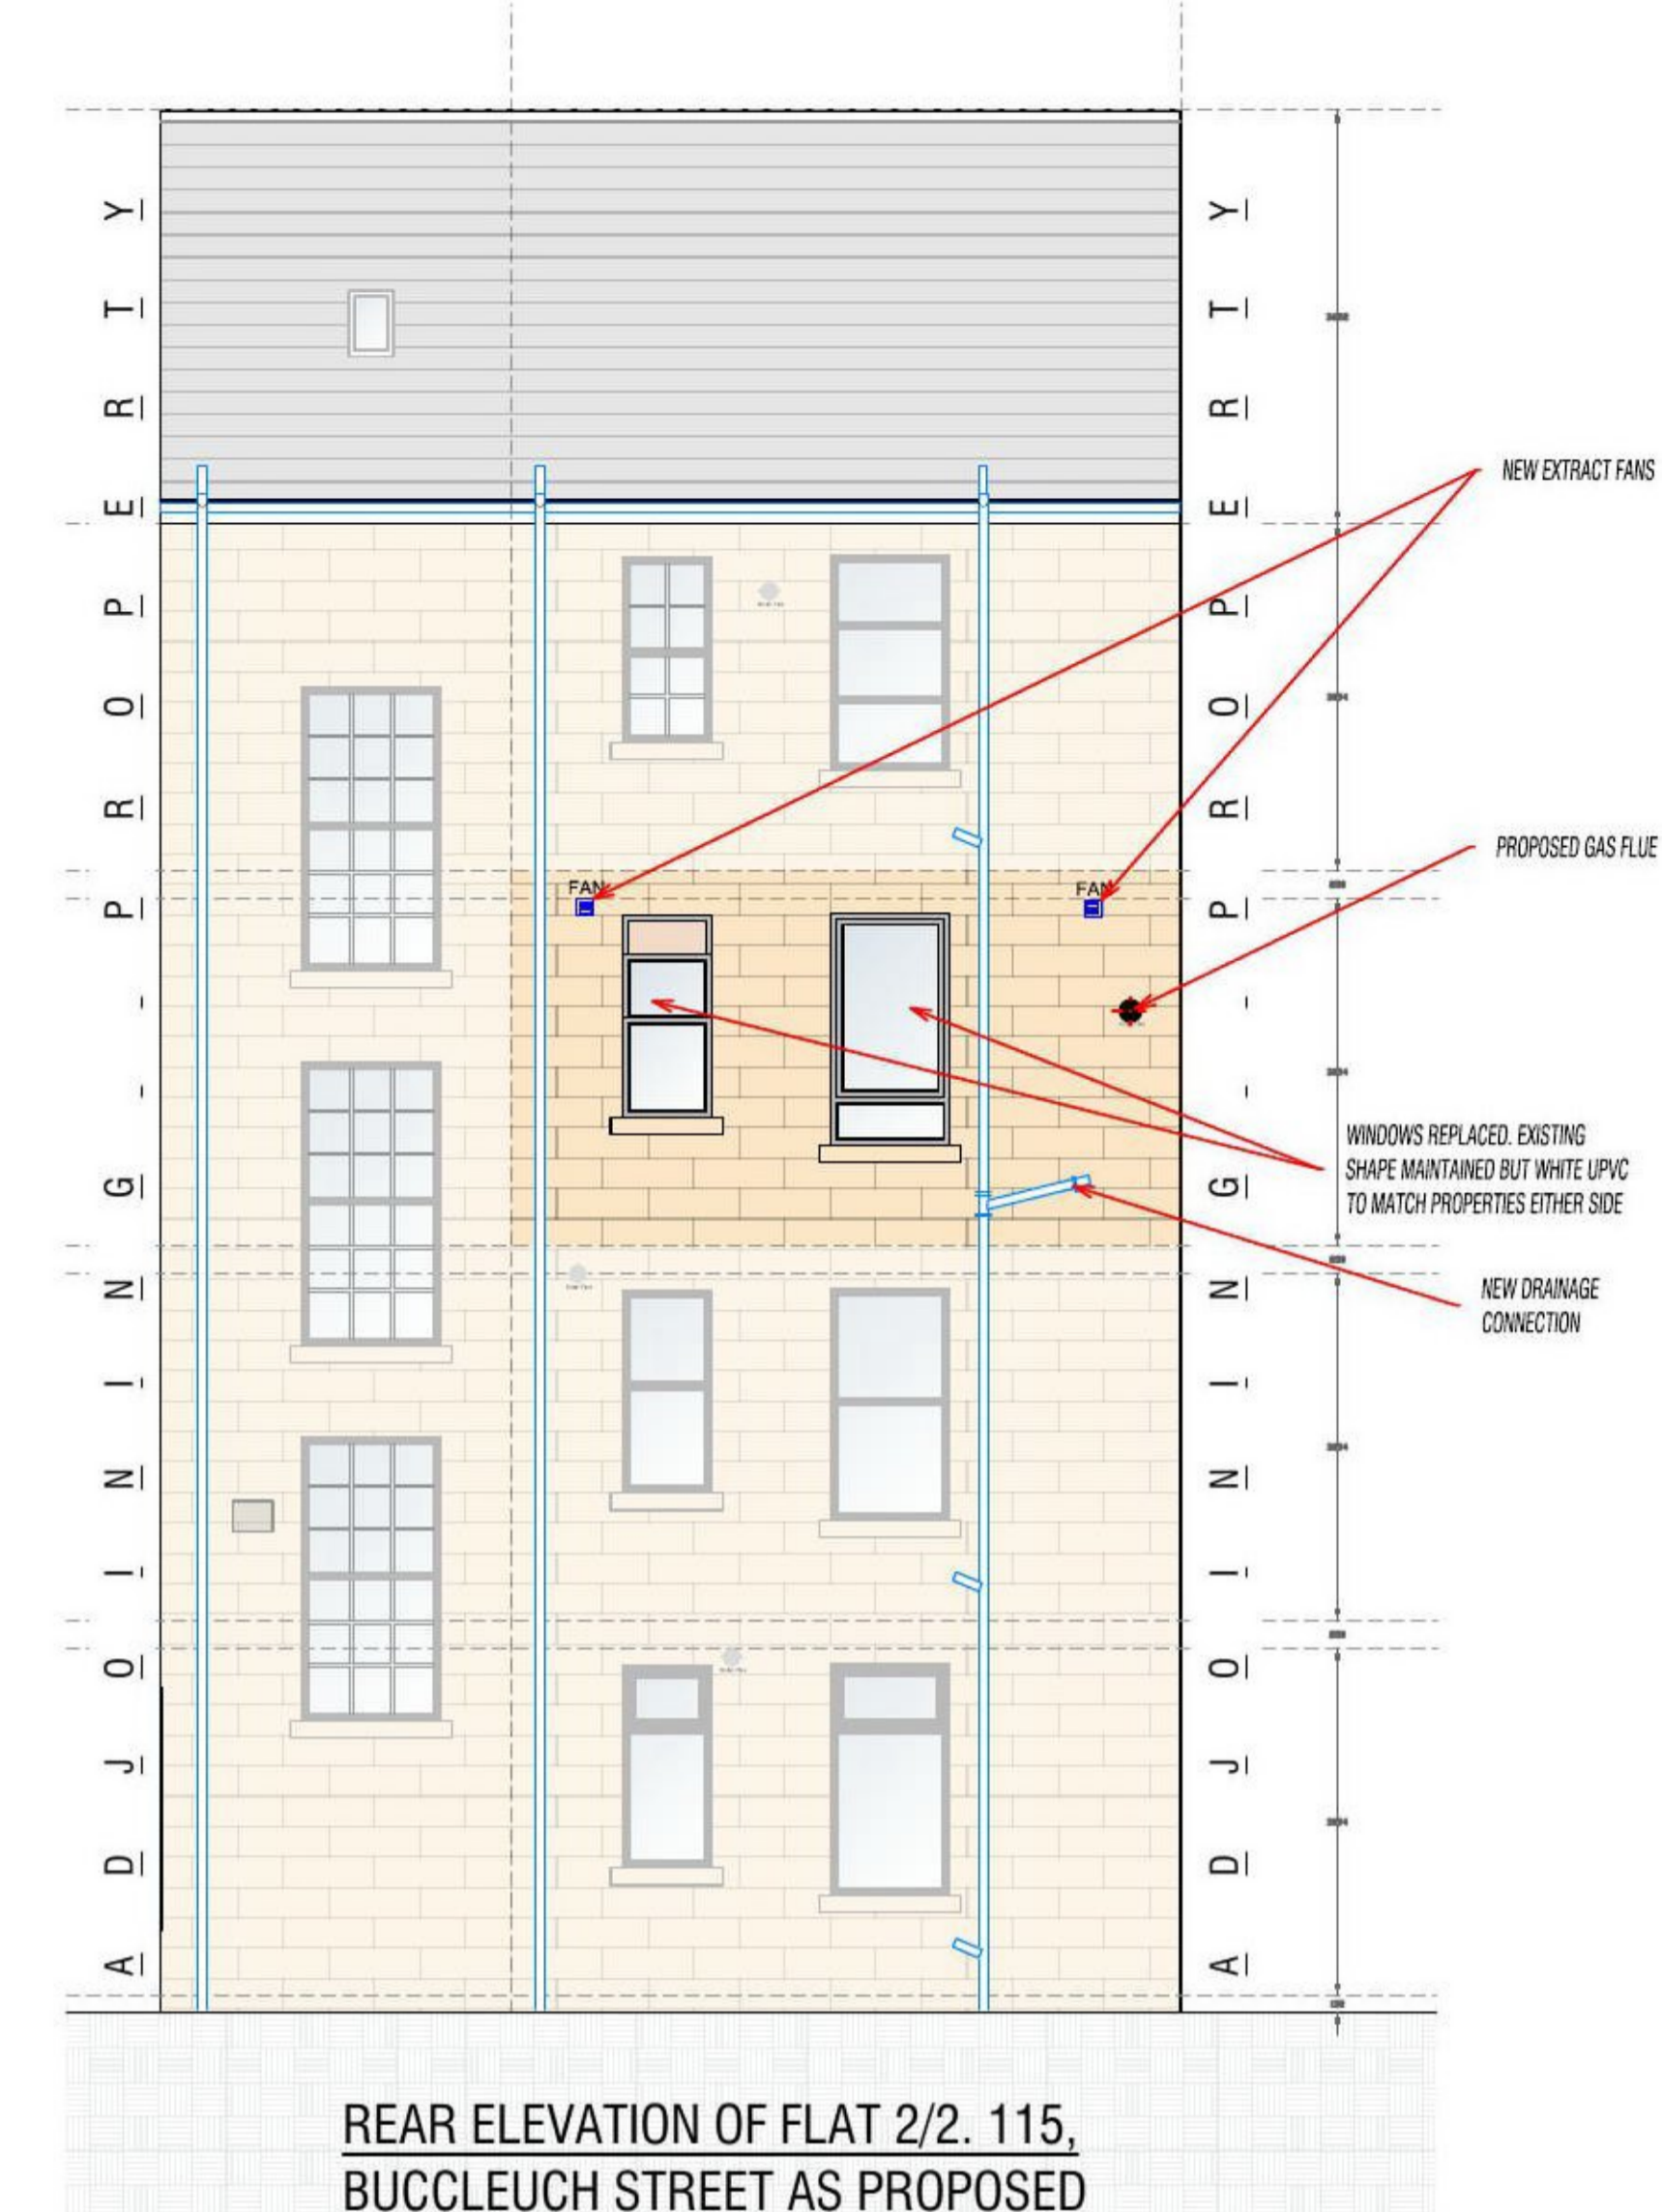 ADJOINING -- PROPERTY
ADJOINING -- PROPERTY
NEW EXTRACT FANS
PROPOSED GAS FLUE
FAN
FAN
WINDOWS REPLACED. EXISTING
SHAPE MAINTAINED BUT WHITE UPVC
TO MATCH PROPERTIES EITHER SIDE
NEW DRAINAGE
CONNECTION
REAR ELEVATION OF FLAT 2/2. 115,
BUCCLEUCH STREET AS PROPOSED